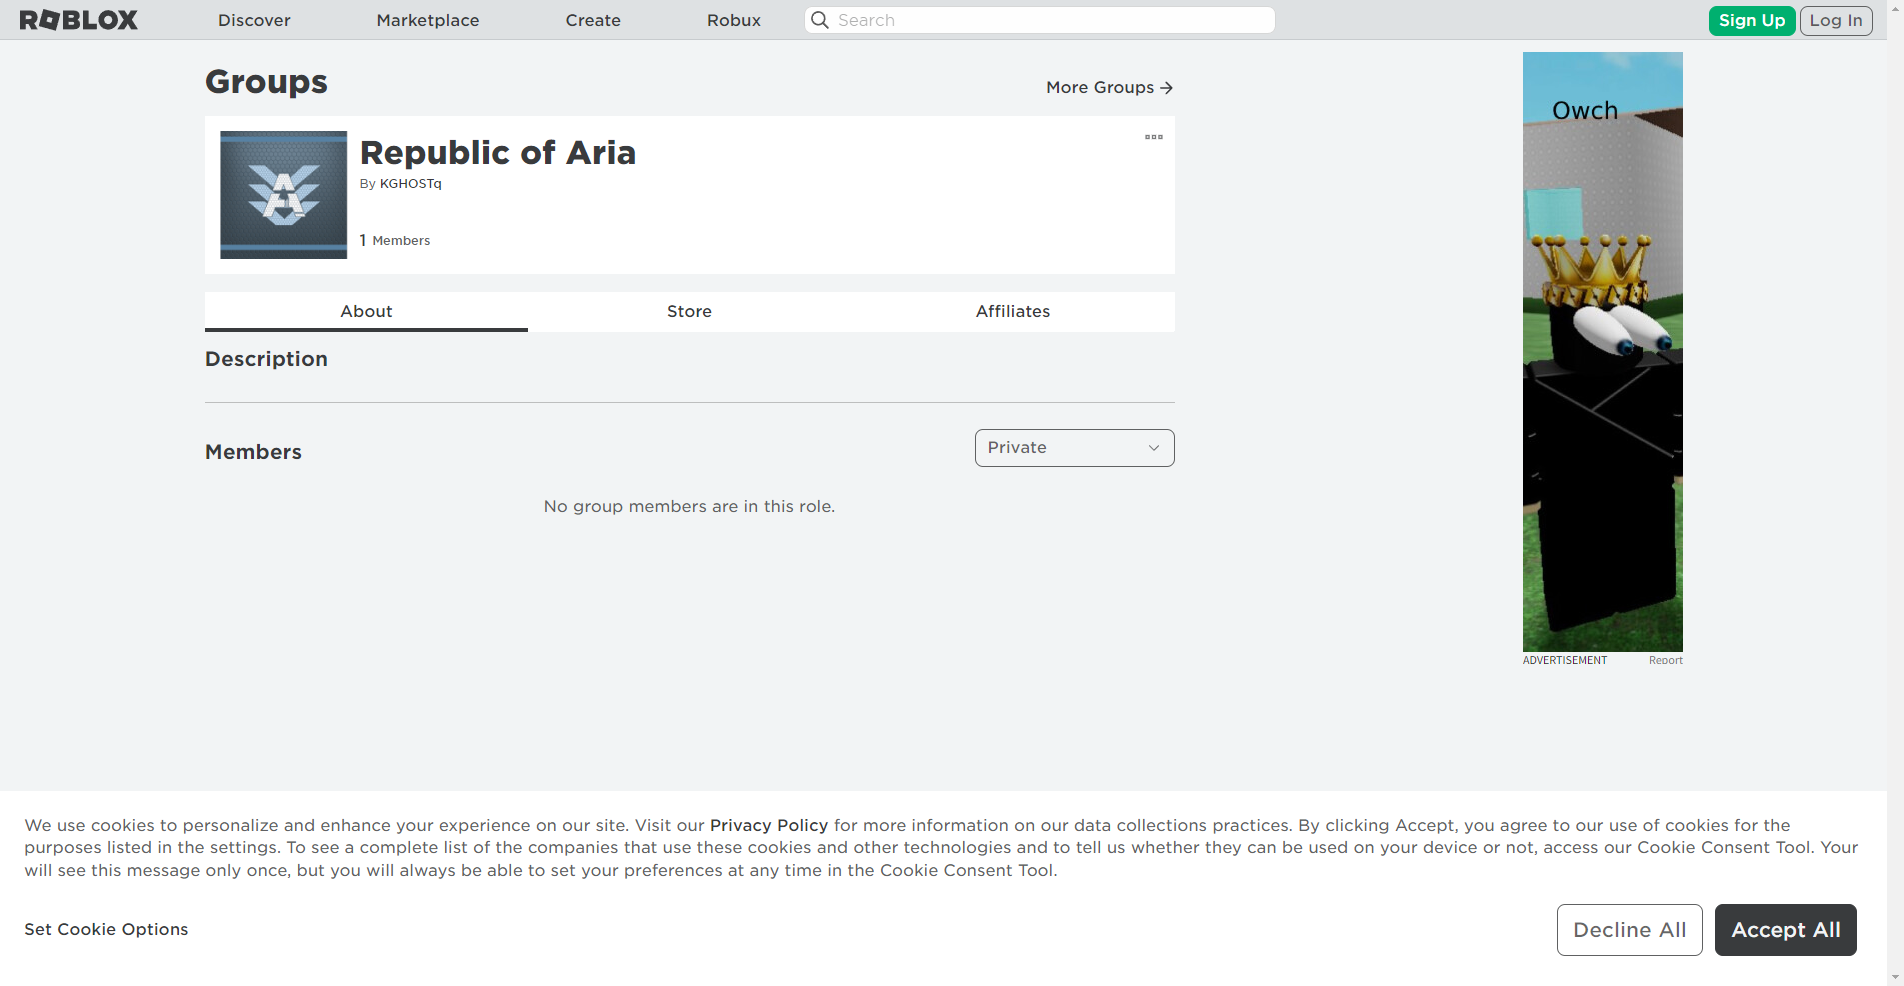 ROBLOX
Discover
Marketplace
Create
Robux
Search
Sign Up
Log In
Groups
More Groups
Republic of Aria
By KGHOSTq
1 Members
About
Store
Affiliates
Description
Members
Private
No group members are in this role.
Owch
ADVERTISEMENT
Report
We use cookies to personalize and enhance your experience on our site. Visit our Privacy Policy for more information on our data collections practices. By clicking Accept, you agree to our use of cookies for the
purposes listed in the settings. To see a complete list of the companies that use these cookies and other technologies and to tell us whether they can be used on your device or not, access our Cookie Consent Tool. Your
will see this message only once, but you will always be able to set your preferences at any time in the Cookie Consent Tool.
Set Cookie Options
Decline All
Accept All